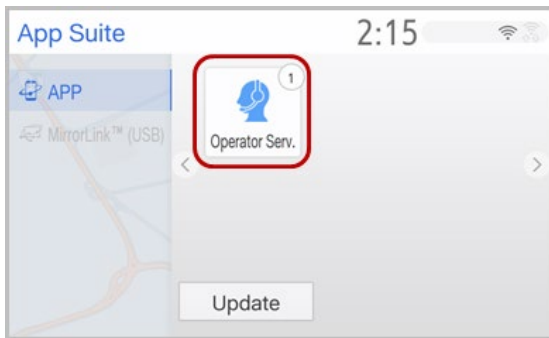 App Suite
2:15
APP
MirrorLink™ (USB)
1
Operator Serv.
Update